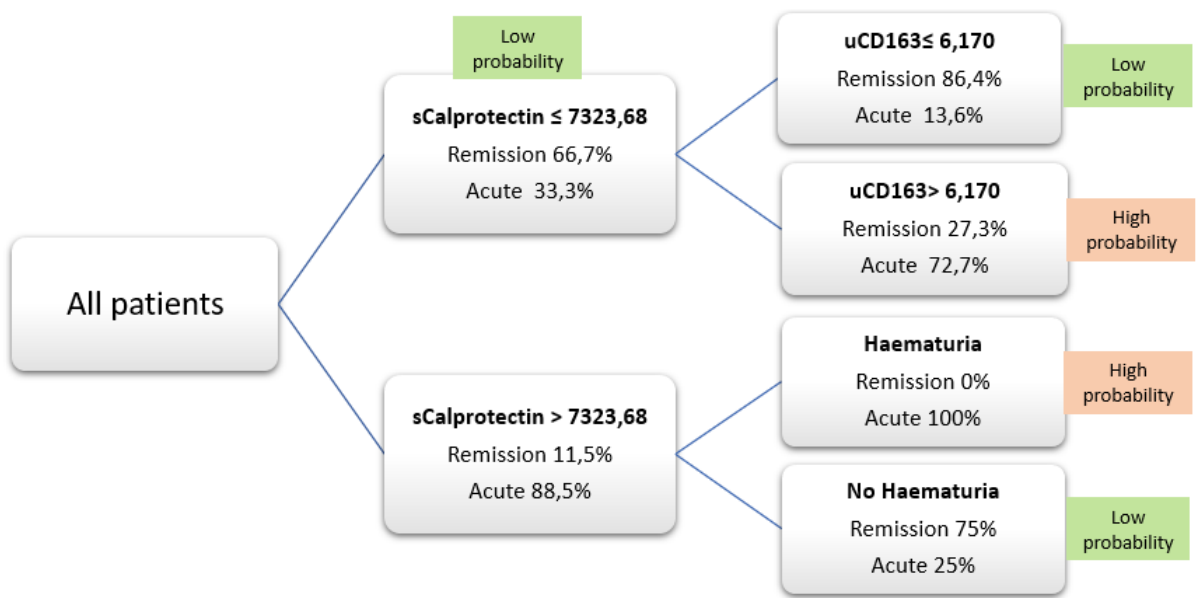 All patients
Low
probability
sCalprotectin ≤ 7323,68
Remission 66,7%
Acute  33,3%
sCalprotectin > 7323,68
Remission 11,5%
Acute 88,5%
uCD163≤ 6,170
Remission 86,4%
Acute  13,6%
Low
probability
uCD163> 6,170
Remission 27,3%
Acute  72,7%
High
probability
Haematuria
Remission 0%
Acute 100%
High
probability
No Haematuria
Remission 75%
Acute 25%
Low
probability